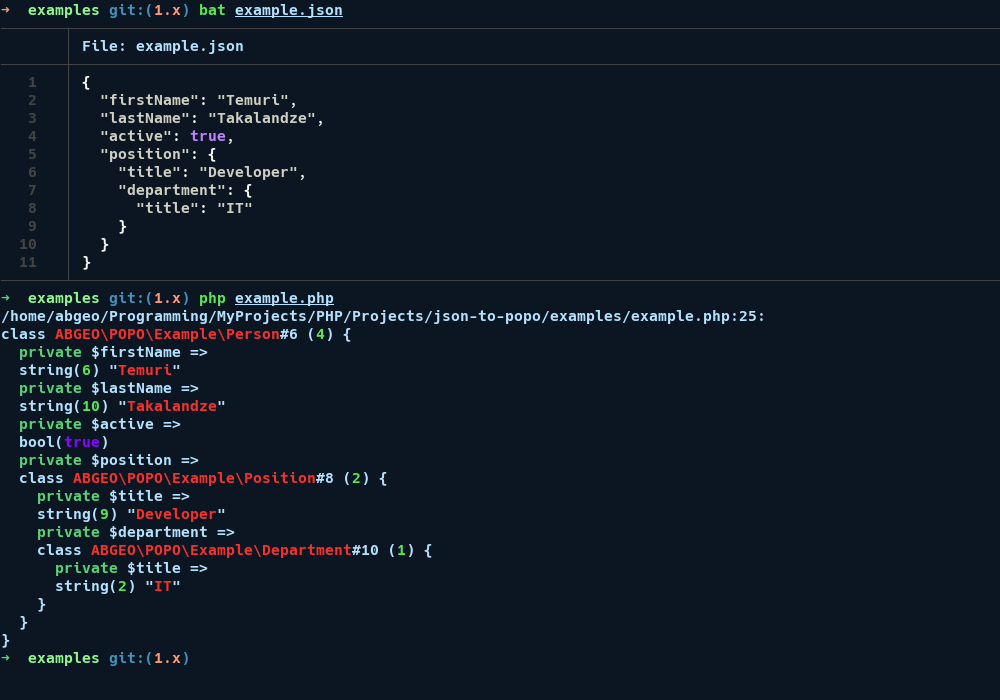 ➜  examples git:(1.x) bat example.json
File: example.json
1 {
2   "firstName": "Temuri",
3   "lastName": "Takalandze",
4   "active": true,
5   "position": {
6     "title": "Developer",
7     "department": {
8       "title": "IT"
9     }
10   }
11 }
➜  examples git:(1.x) php example.php
/home/abgeo/Programming/MyProjects/PHP/Projects/json-to-popo/examples/example.php:25:
class ABGEO\POPO\Example\Person#6 (4) {
  private $firstName =>
  string(6) "Temuri"
  private $lastName =>
  string(10) "Takalandze"
  private $active =>
  bool(true)
  private $position =>
  class ABGEO\POPO\Example\Position#8 (2) {
    private $title =>
    string(9) "Developer"
    private $department =>
    class ABGEO\POPO\Example\Department#10 (1) {
      private $title =>
      string(2) "IT"
    }
  }
}
➜  examples git:(1.x)